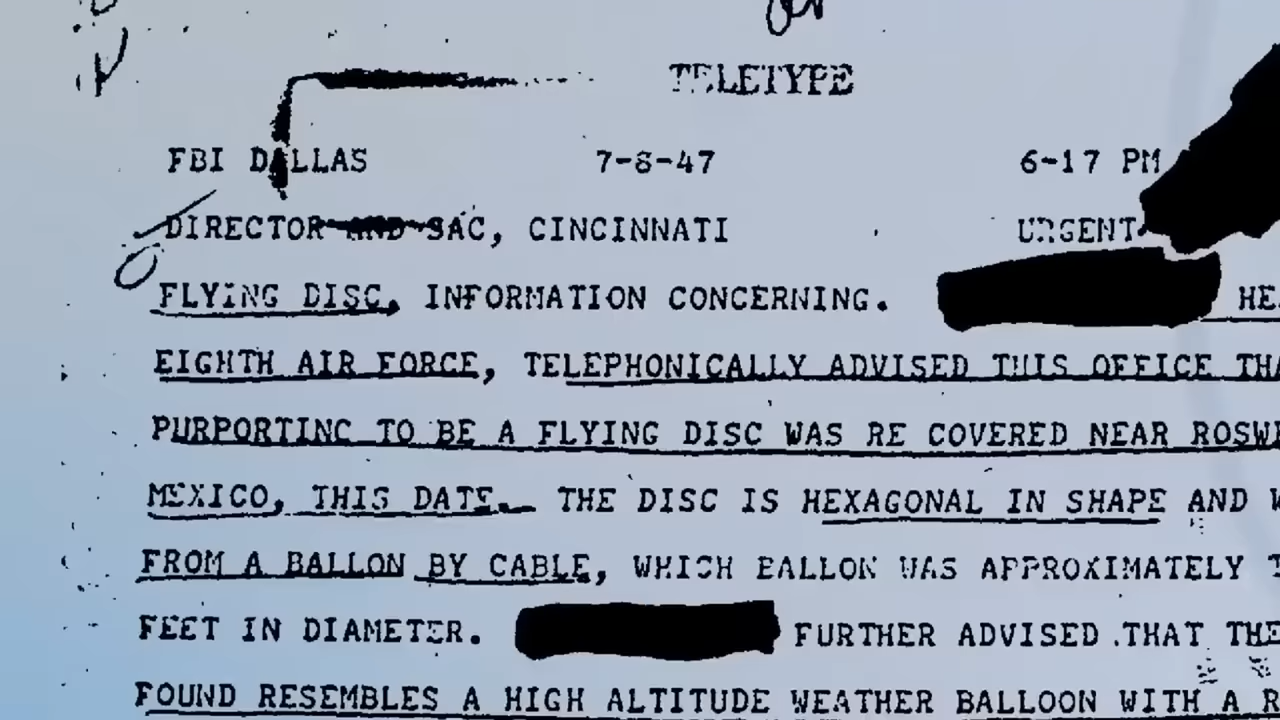 TELETYPE
FBI DALLAS 7-8-47 6-17 PM
DIRECTOR AND SAC, CINCINNATI URGENT
FLYING DISC, INFORMATION CONCERNING.
EIGHTH AIR FORCE, TELEPHONICALLY ADVISED THIS OFFICE THA
PURPORTING TO BE A FLYING DISC WAS RE COVERED NEAR ROSWE
MEXICO, THIS DATE. THE DISC IS HEXAGONAL IN SHAPE AND W
FROM A BALLON BY CABLE, WHICH BALLON WAS APPROXIMATELY
FEET IN DIAMETER. FURTHER ADVISED THAT THE
FOUND RESEMBLES A HIGH ALTITUDE WEATHER BALLOON WITH A R